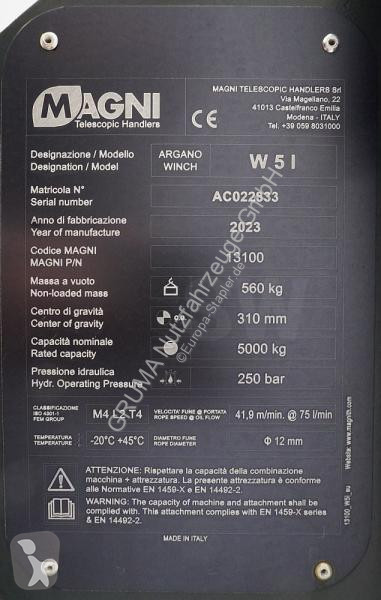 MAGNI
Telescopic Handlers
CE
MAGNI TELESCOPIC HANDLERS Srl
Via Magellano, 22
41013 Castelfranco Emilia
Modena - ITALY
Tel. +39 059 8031000
Designazione / Modello
Designation / Model
ARGANO
WINCH
W 5 I
Matricola N°
Serial number
AC022833
Anno di fabbricazione
Year of manufacture
2023
Codice MAGNI
MAGNI P/N
13100
Massa a vuoto
Non-loaded mass
560 kg
Centro di gravità
Center of gravity
310 mm
Capacità nominale
Rated capacity
5000 kg
Pressione idraulica
Hydr. Operating Pressure
250 bar
CLASSIFICAZIONE
ISO 4301-1
FEM GROUP
M4 L2 T4
VELOCITA' FUNE @ PORTATA
ROPE SPEED @ OIL FLOW
41,9 m/min. @ 75 l/min
TEMPERATURA
TEMPERATURE
-20°C +45°C
DIAMETRO FUNE
ROPE DIAMETER
Φ 12 mm
ATTENZIONE: Rispettare la capacità della combinazione
macchina + attrezzatura. La presente attrezzatura è conforme
alle Normative EN 1459-X e EN 14492-2.
WARNING: The capacity of machine and attachment shall be
complied with. This attachment complies with EN 1459-X series
& EN 14492-2.
MADE IN ITALY
Website: www.magnith.com
13100_W5I_eu
GRUMA Nutzfahrzeuge GmbH
©Europa-Stapler.de